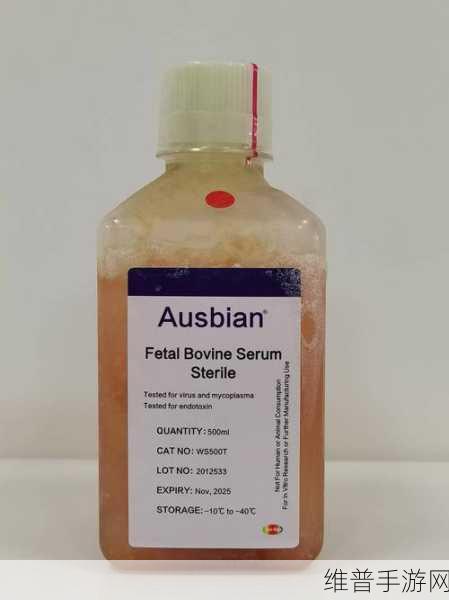 Ausbian®
Fetal Bovine Serum
Sterile
Tested for virus and mycoplasma
Tested for endotoxin
QUANTITY: 500ml
CAT NO: WS500T
LOT NO: 2012533
EXPIRY: Nov, 2025
STORAGE: -10℃ to -40℃
Not For Human or Animal Consumption
For In Vitro Research or Further Manufacturing Use
维普手游网